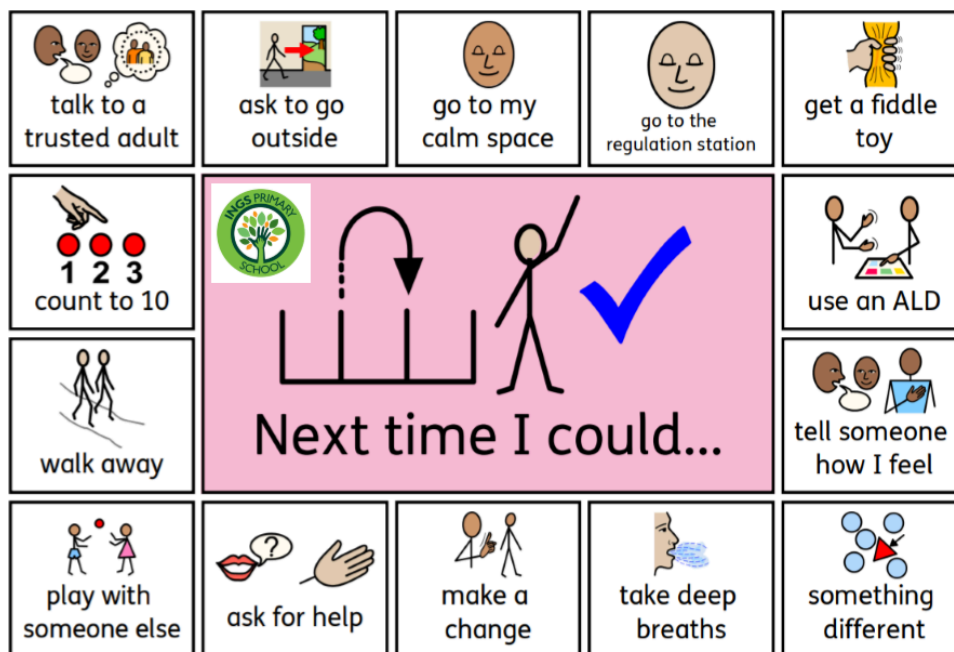 talk to a
trusted adult
ask to go
outside
go to my
calm space
go to the
regulation station
get a fiddle
toy
1 2 3
count to 10
INGS PRIMARY
SCHOOL
Next time I could...
use an ALD
walk away
tell someone
how I feel
play with
someone else
?
ask for help
make a
change
take deep
breaths
something
different